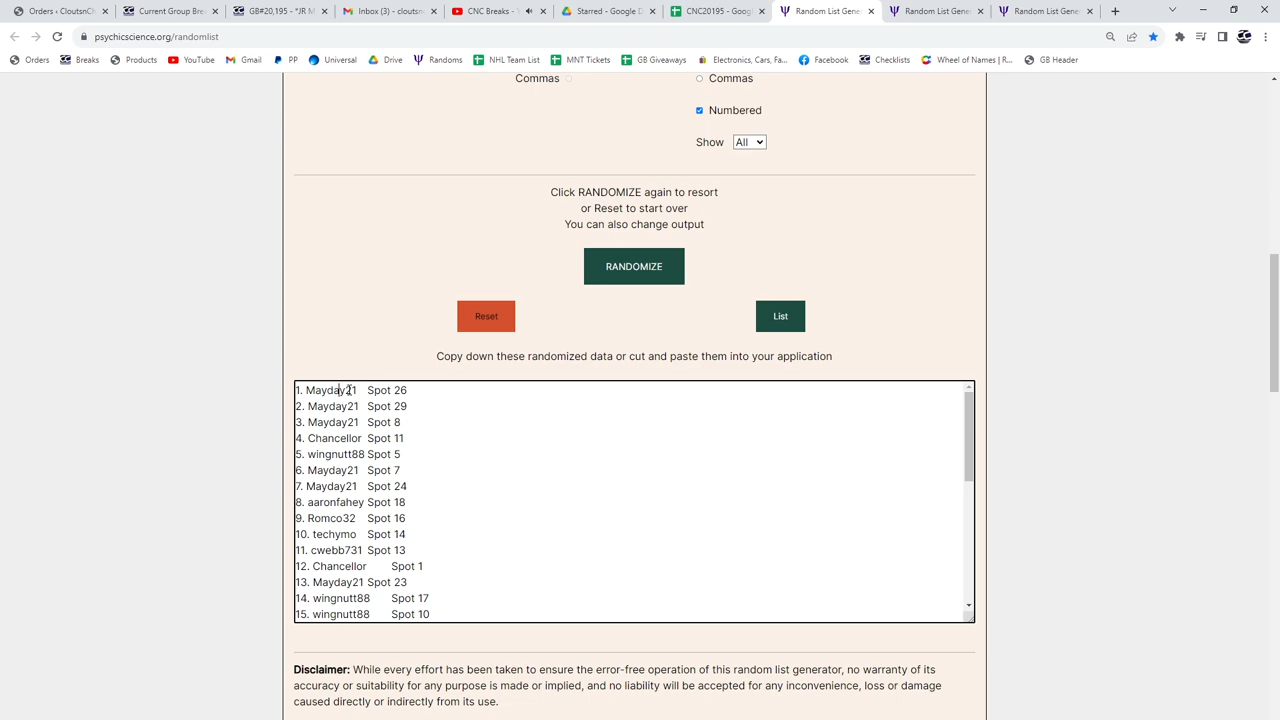 Orders < CloutsnCh
Current Group Break
GB#20,195 - *JR M
Inbox (3) - cloutsnc
CNC Breaks - 
Starred - Google D
CNC20195 - Goog
Random List Gener
Random List Gene
Random List Gene
psychicscience.org/randomlist
Orders
Breaks
Products
YouTube
Gmail
PP
Universal
Drive
Randoms
NHL Team List
MNT Tickets
GB Giveaways
Electronics, Cars, Fa...
Facebook
Checklists
Wheel of Names | R...
GB Header
Commas
Commas
Numbered
Show All
Click RANDOMIZE again to resort
or Reset to start over
You can also change output
RANDOMIZE
Reset
List
Copy down these randomized data or cut and paste them into your application
1. Mayday21 Spot 26
2. Mayday21 Spot 29
3. Mayday21 Spot 8
4. Chancellor Spot 11
5. wingnutt88 Spot 5
6. Mayday21 Spot 7
7. Mayday21 Spot 24
8. aaronfahey Spot 18
9. Romco32 Spot 16
10. techymo Spot 14
11. cwebb731 Spot 13
12. Chancellor Spot 1
13. Mayday21 Spot 23
14. wingnutt88 Spot 17
15. wingnutt88 Spot 10
Disclaimer: While every effort has been taken to ensure the error-free operation of this random list generator, no warranty of its
accuracy or suitability for any purpose is made or implied, and no liability will be accepted for any inconvenience, loss or damage
caused directly or indirectly from its use.